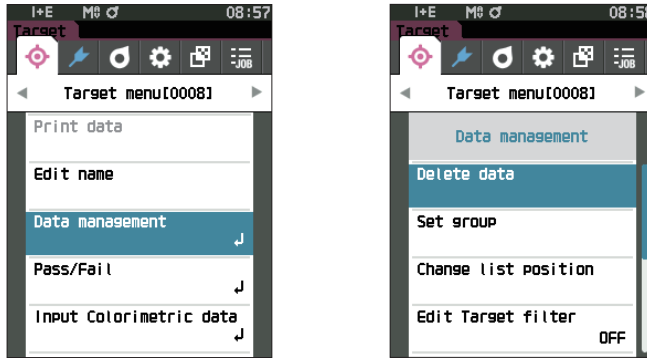 I+E M0 08:57
Target
JOB
Target menu[0008]
Print data
Edit name
Data management
Pass/Fail
Input Colorimetric data
I+E M0 08:58
Target
JOB
Target menu[0008]
Data management
Delete data
Set group
Change list position
Edit Target filter
OFF